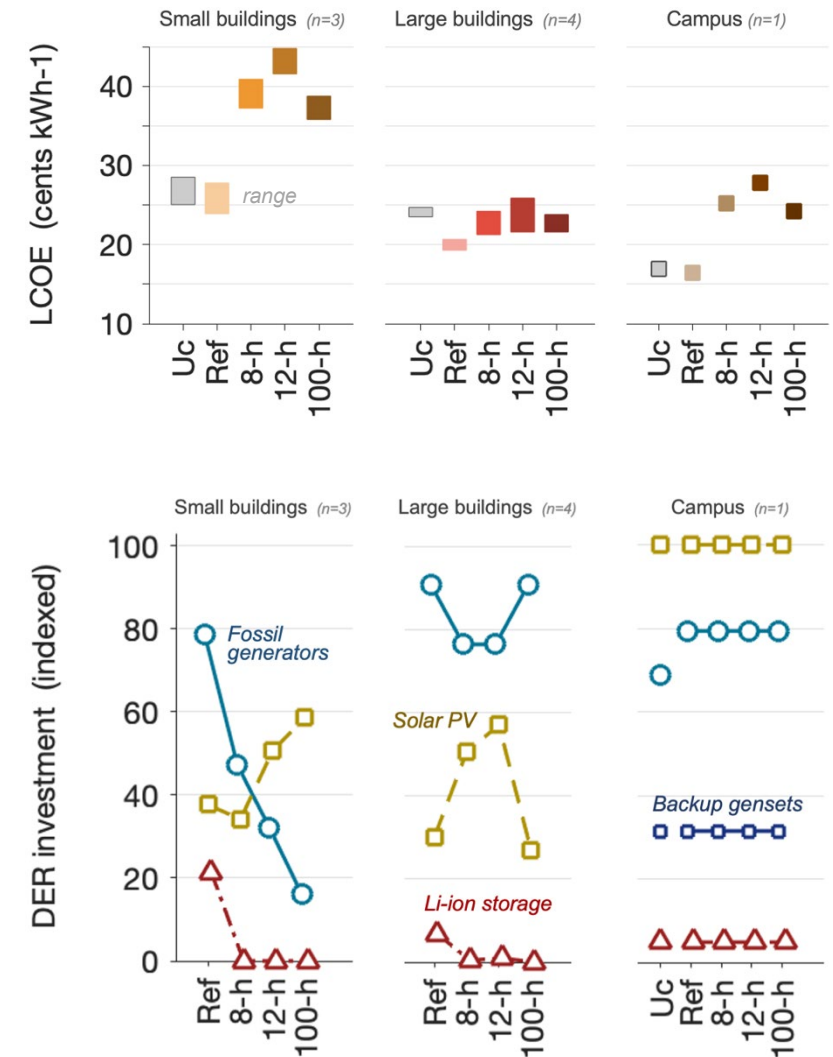 Small buildings (n=3)
Large buildings (n=4)
Campus (n=1)
LCOE (cents kWh-1)
40
30
20
10
range
Uc
Ref
8-h
12-h
100-h
Uc
Ref
8-h
12-h
100-h
Uc
Ref
8-h
12-h
100-h
Small buildings (n=3)
Large buildings (n=4)
Campus (n=1)
DER investment (indexed)
100
80
60
40
20
0
Fossil
generators
Solar PV
Li-ion storage
Backup gensets
Ref
8-h
12-h
100-h
Ref
8-h
12-h
100-h
Uc
Ref
8-h
12-h
100-h